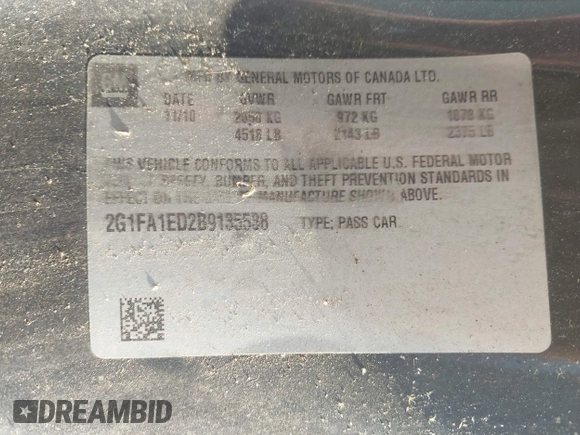 GM MFD BY GENERAL MOTORS OF CANADA LTD.
DATE GVWR GAWR FRT GAWR RR
11/10 KG 972 KG KG
4518 LB 2143 LB 2375 LB
THIS VEHICLE CONFORMS TO ALL APPLICABLE U.S. FEDERAL MOTOR
SAFETY, BUMPER, AND THEFT PREVENTION STANDARDS IN
EFFECT ON THE DATE OF MANUFACTURE SHOWN ABOVE.
2G1FA1ED2B9135538 TYPE: PASS CAR
DREAMBID